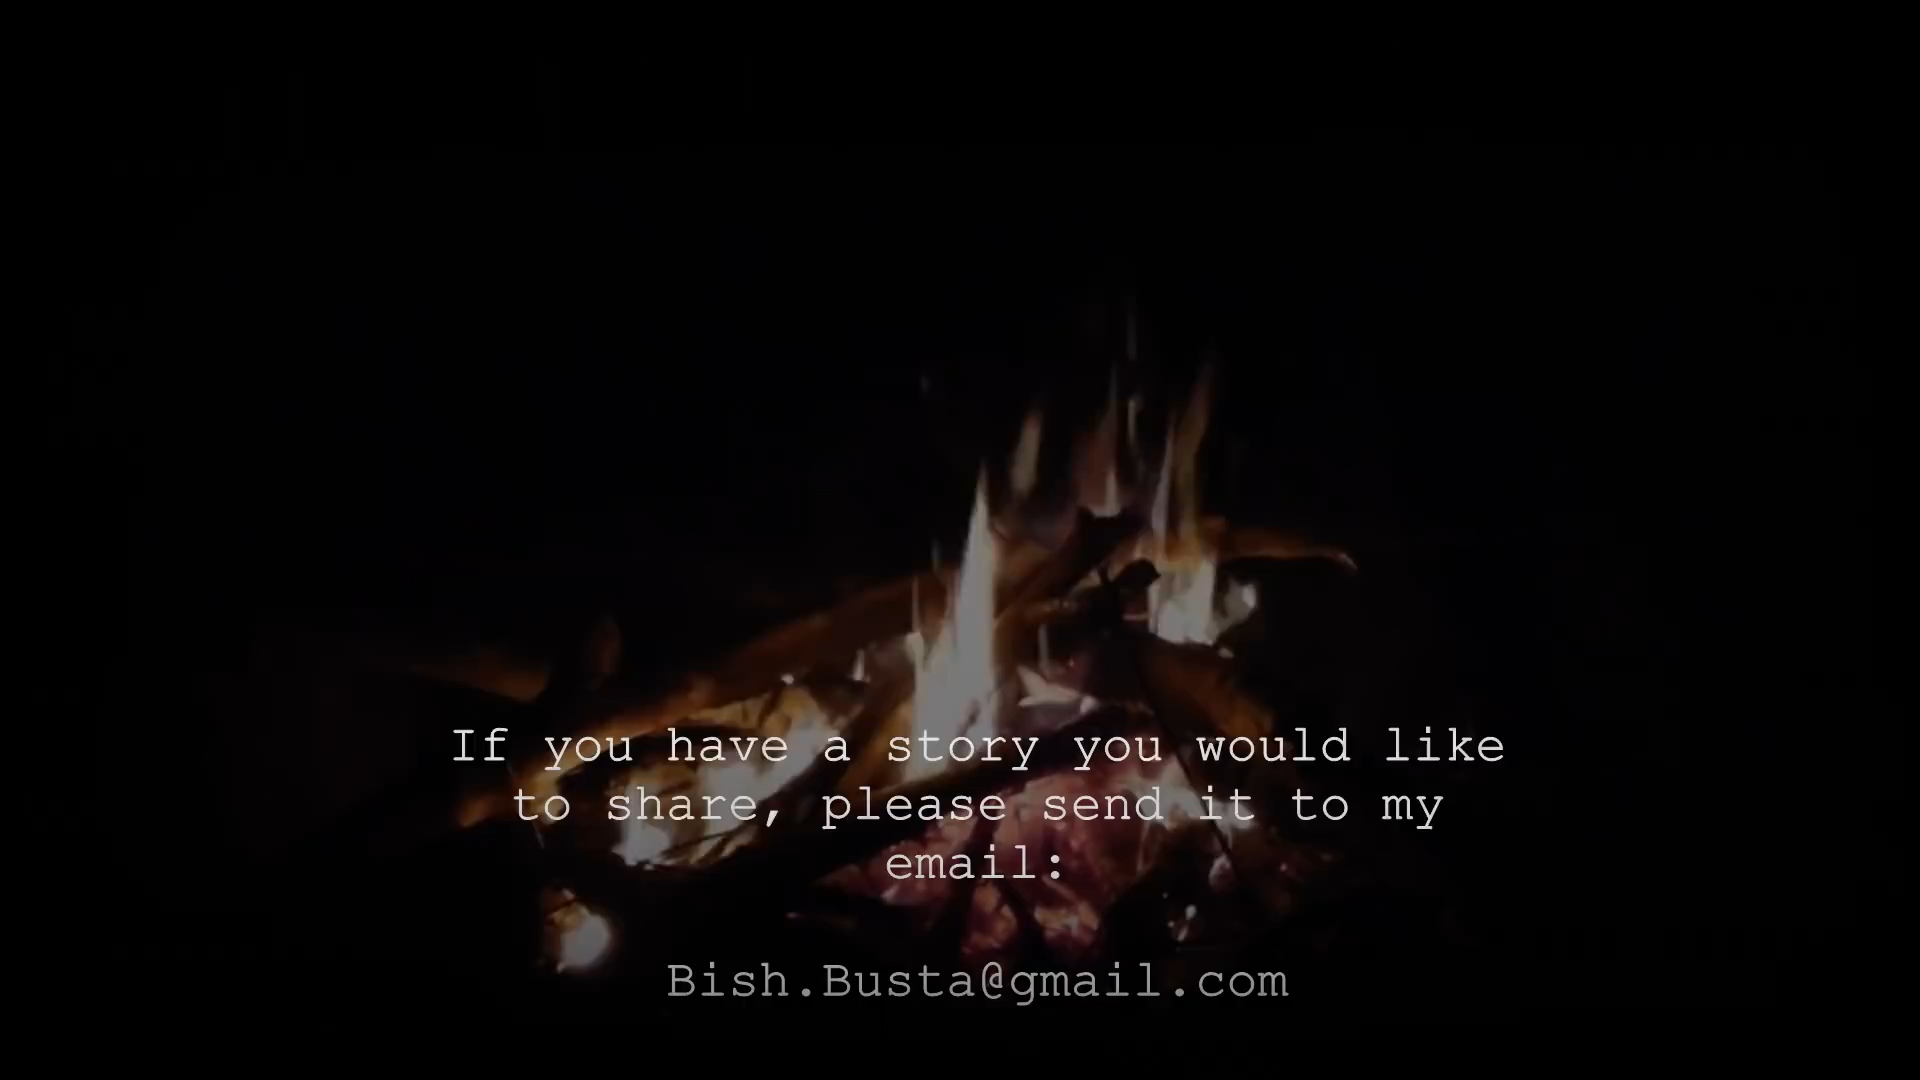 If you have a story you would like
to share, please send it to my
email:
Bish.Busta@gmail.com